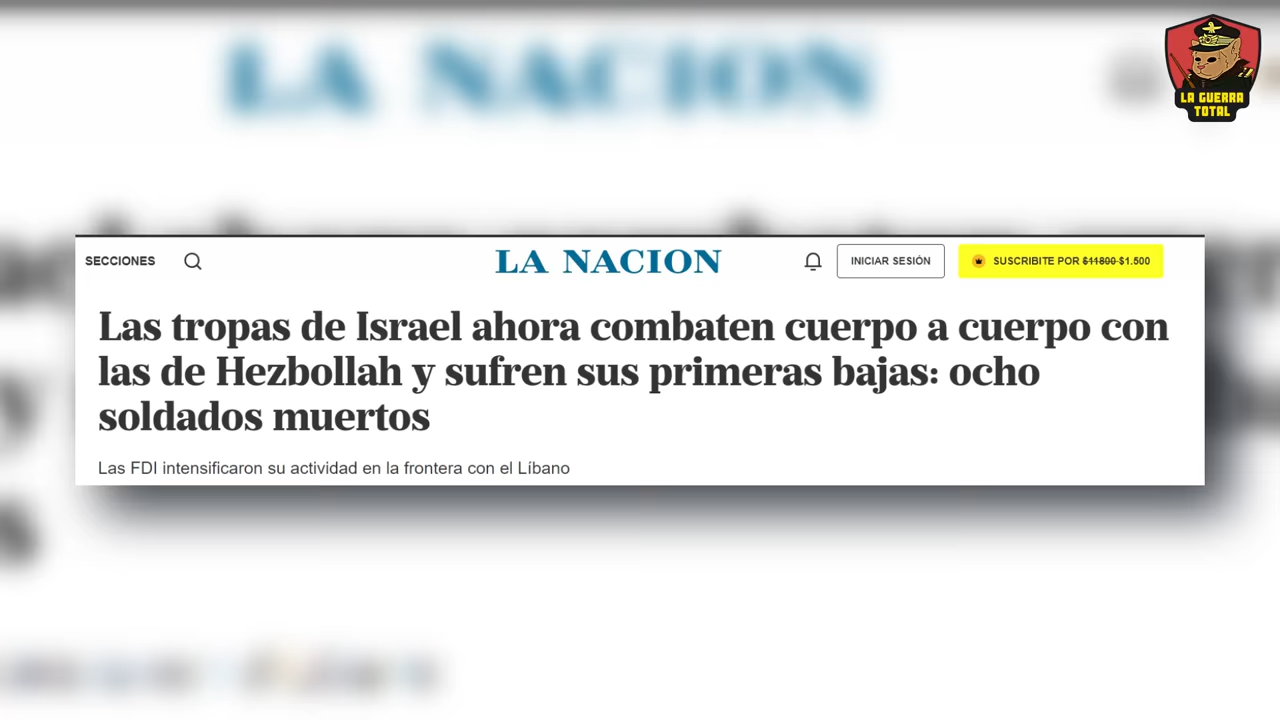 LA NACION
LA GUERRA
TOTAL
SECCIONES
LA NACION
INICIAR SESIÓN
SUSCRIBITE POR $11800 $1.500
Las tropas de Israel ahora combaten cuerpo a cuerpo con
las de Hezbollah y sufren sus primeras bajas: ocho
soldados muertos
Las FDI intensificaron su actividad en la frontera con el Líbano